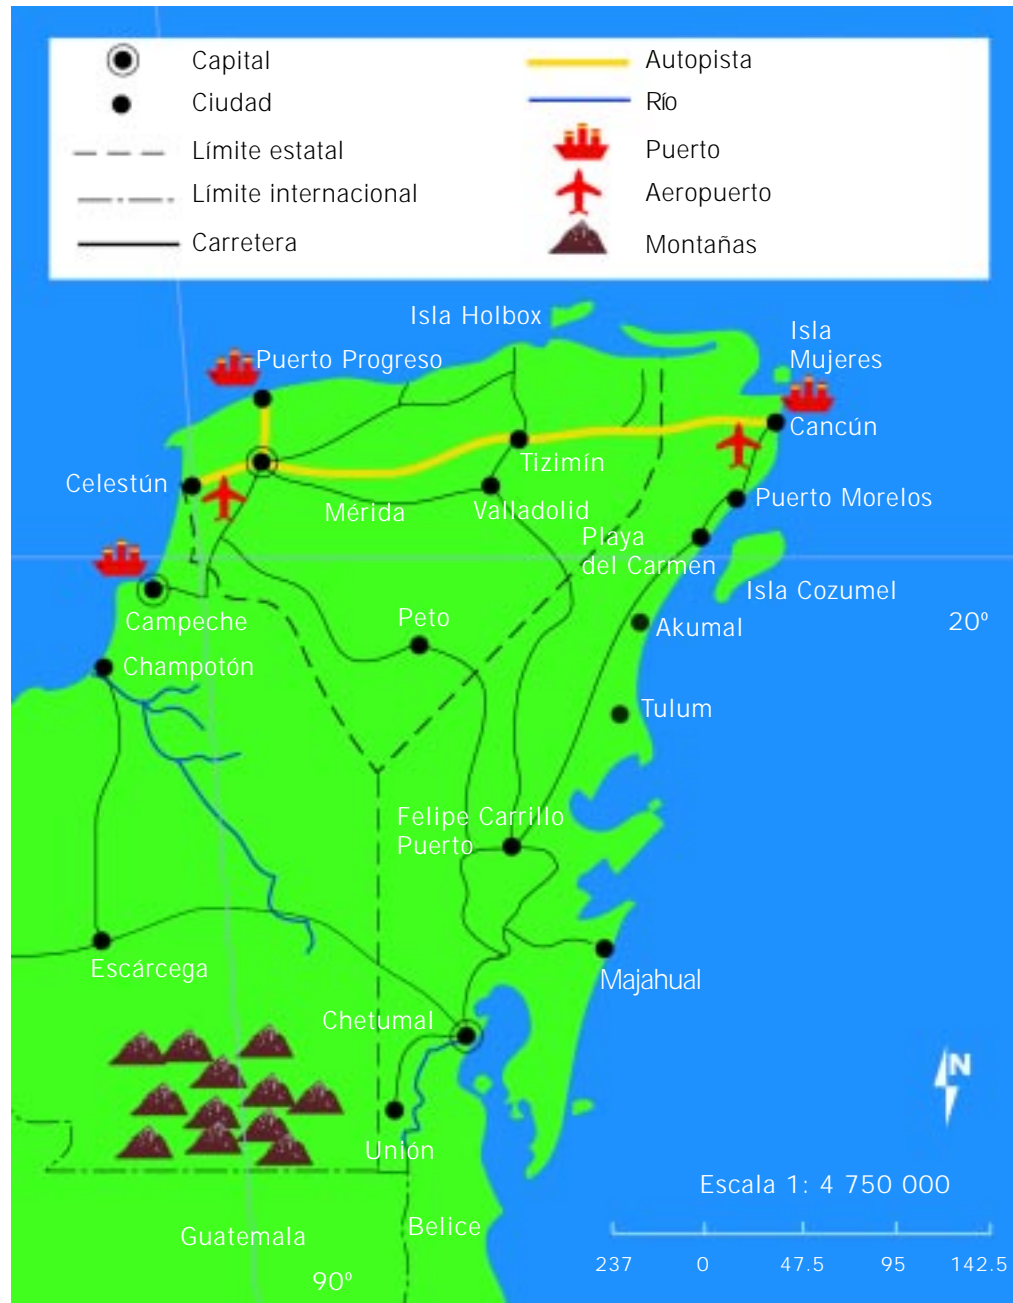 Capital
Ciudad
Límite estatal
Límite internacional
Carretera
Autopista
Río
Puerto
Aeropuerto
Montañas
Isla Holbox
Isla
Mujeres
Puerto Progreso
Cancún
Tizimín
Celestún
Mérida
Valladolid
Puerto Morelos
Playa
del Carmen
Isla Cozumel
Campeche
Peto
Akumal
20º
Champotón
Tulum
Felipe Carrillo
Puerto
Escárcega
Majahual
Chetumal
N
Unión
Escala 1: 4 750 000
Guatemala
Belice
237 0 47.5 95 142.5
90º